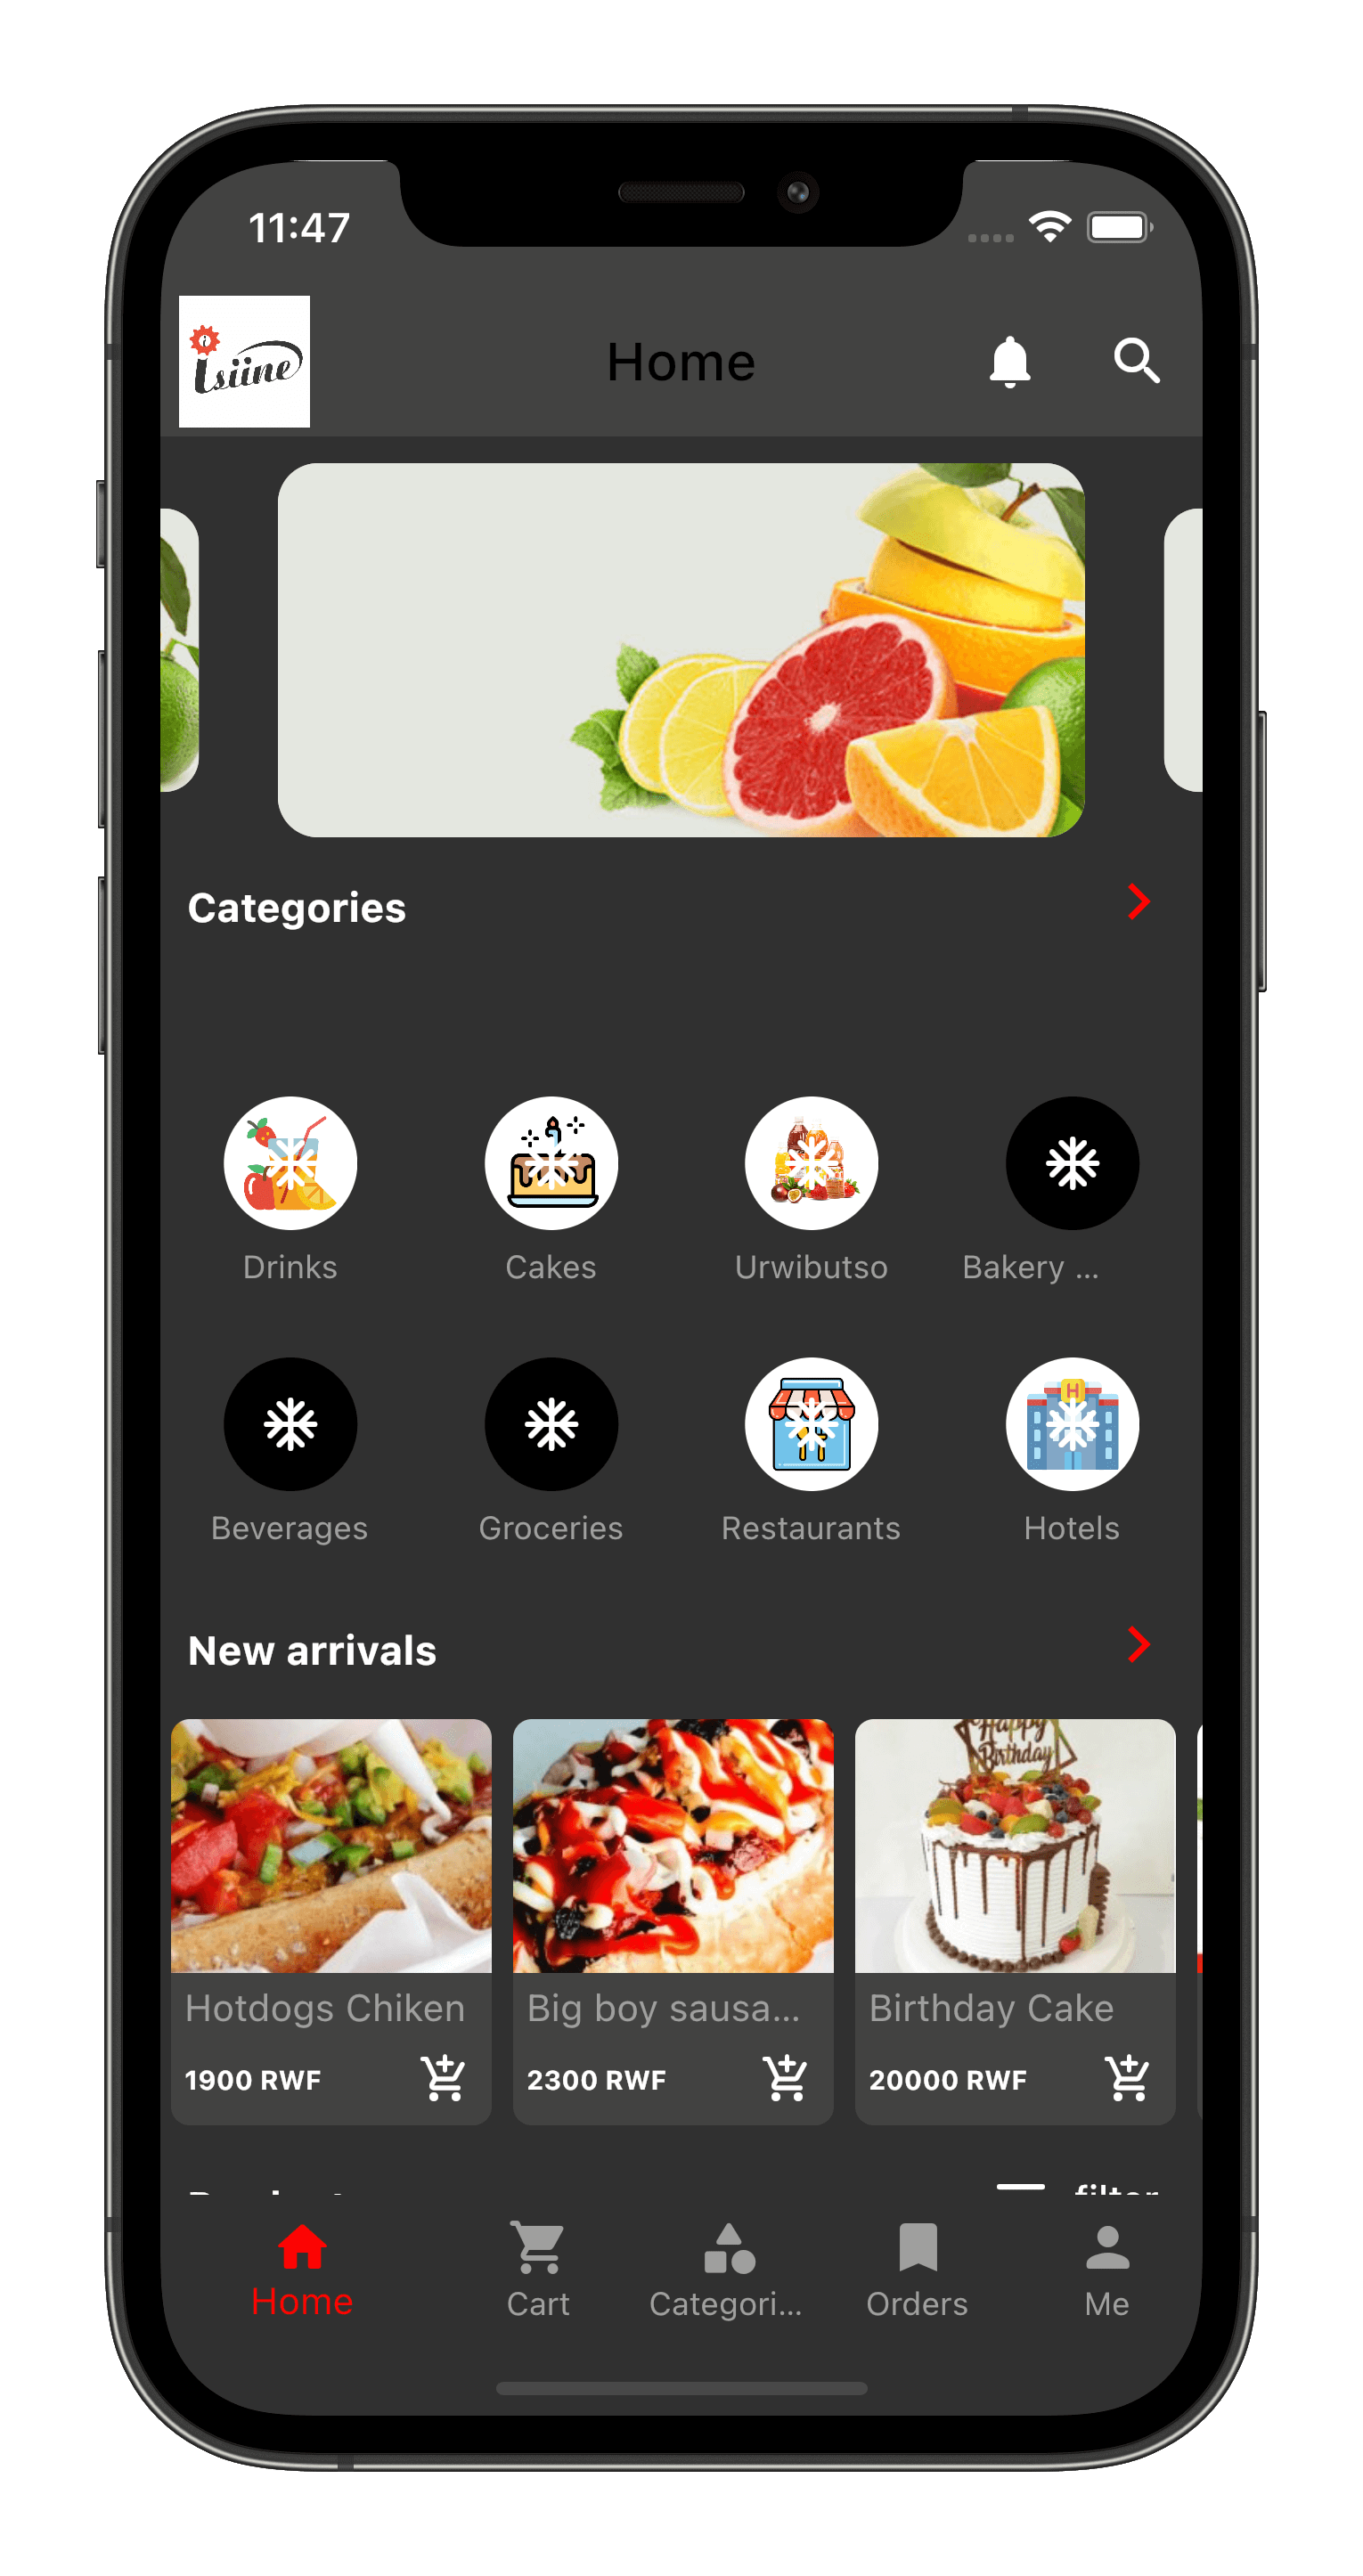 11:47
isiine
Home
Categories
Drinks
Cakes
Urwibutso
Bakery ...
Beverages
Groceries
Restaurants
Hotels
New arrivals
Happy
Birthday
Hotdogs Chiken
Big boy sausa...
Birthday Cake
1900 RWF
2300 RWF
20000 RWF
filter
Home
Cart
Categori...
Orders
Me